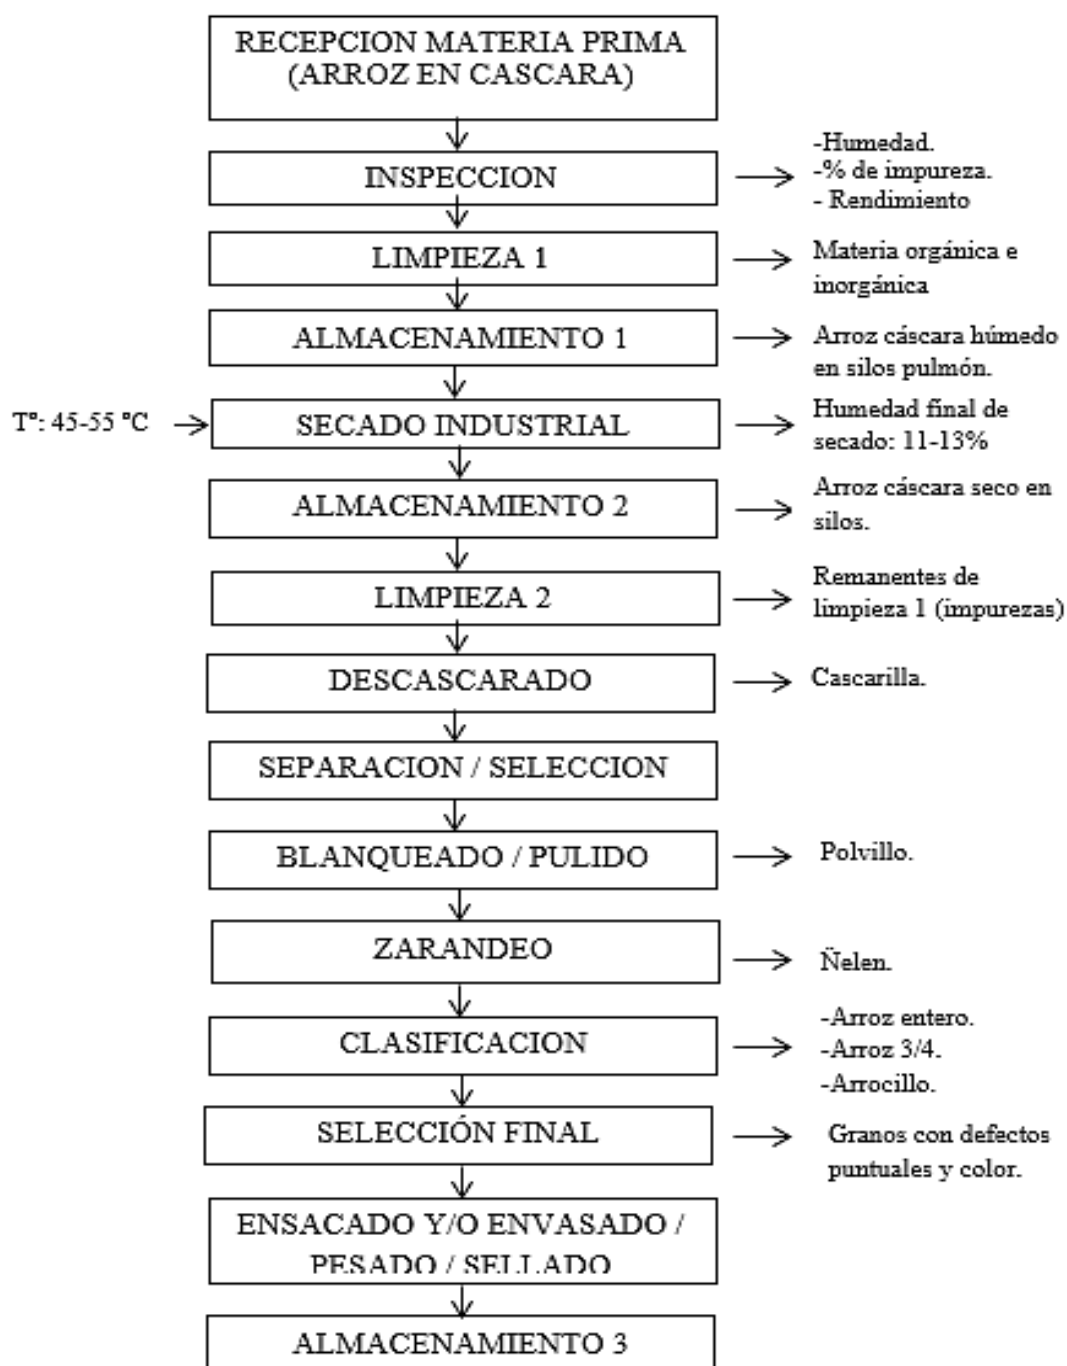 RECEPCION MATERIA PRIMA
(ARROZ EN CASCARA)
INSPECCION
-Humedad.
-% de impureza.
- Rendimiento
LIMPIEZA 1
Materia orgánica e
inorgánica
ALMACENAMIENTO 1
Arroz cáscara húmedo
en silos pulmón.
Tº: 45-55 ºC
SECADO INDUSTRIAL
Humedad final de
secado: 11-13%
ALMACENAMIENTO 2
Arroz cáscara seco en
silos.
LIMPIEZA 2
Remanentes de
limpieza 1 (impurezas)
DESCASCARADO
Cascarilla.
SEPARACION / SELECCION
BLANQUEADO / PULIDO
Polvillo.
ZARANDEO
Ñelen.
CLASIFICACION
-Arroz entero.
-Arroz 3/4.
-Arrocillo.
SELECCIÓN FINAL
Granos con defectos
puntuales y color.
ENSACADO Y/O ENVASADO /
PESADO / SELLADO
ALMACENAMIENTO 3